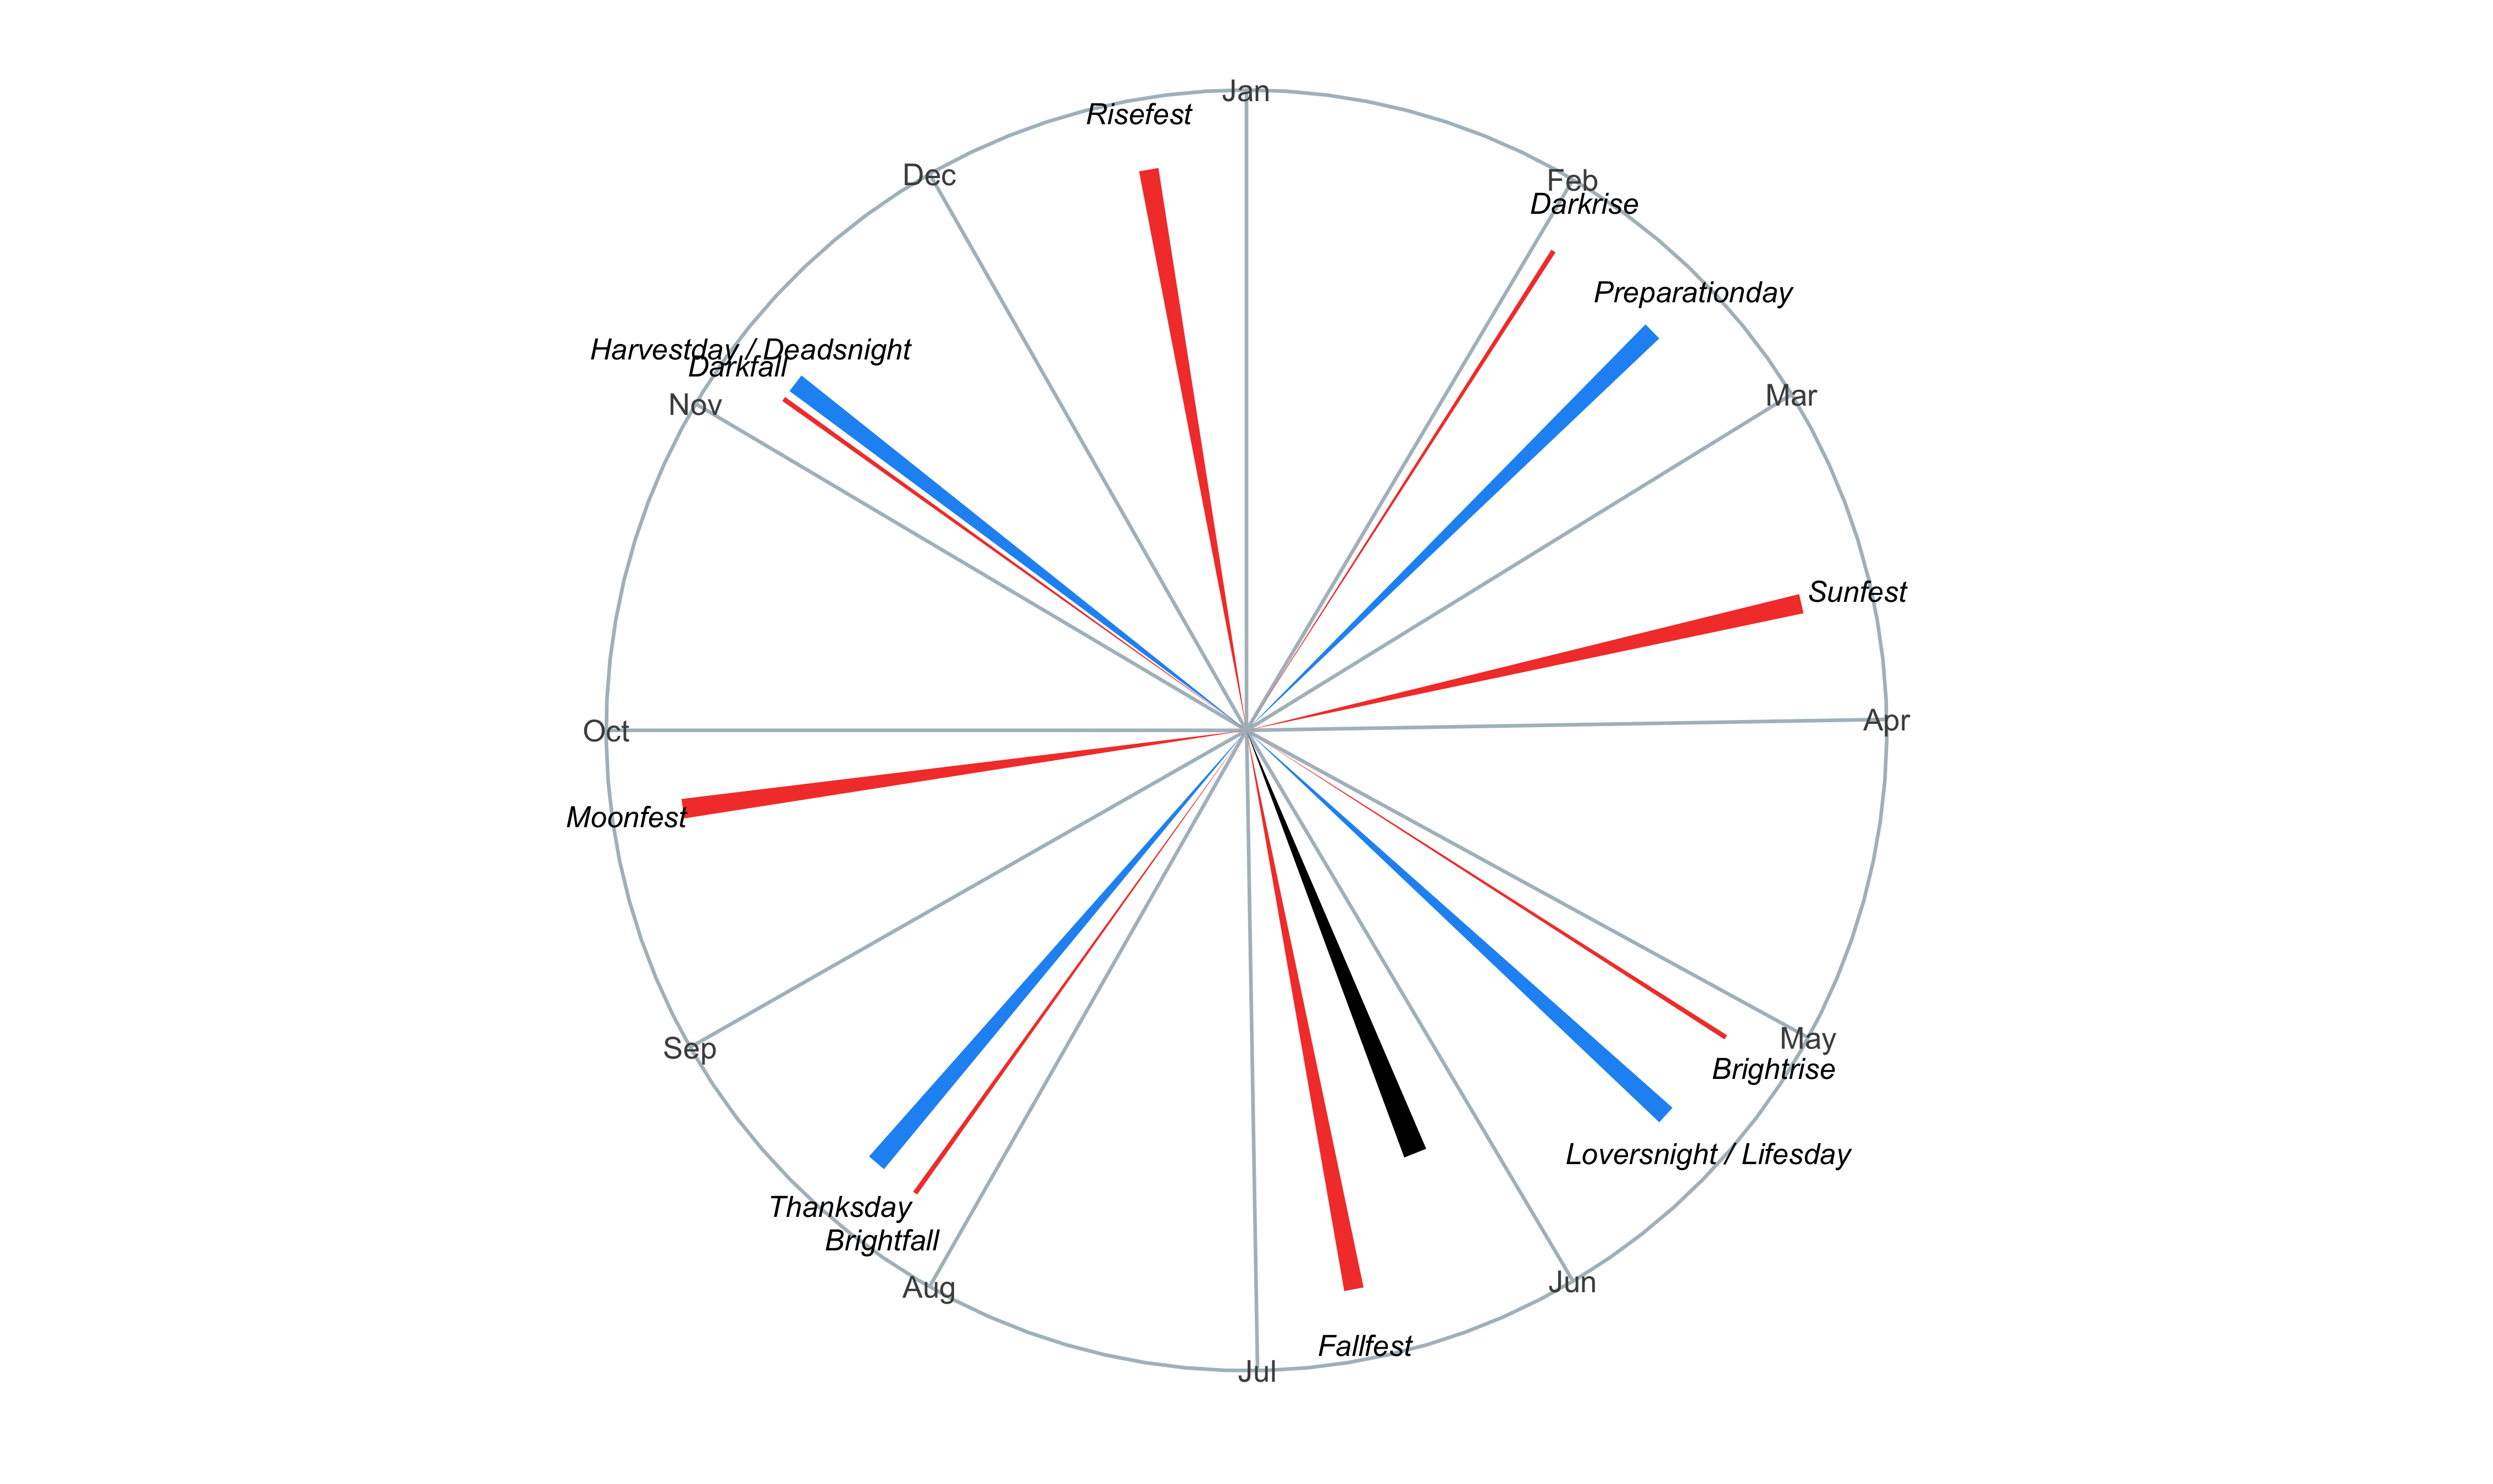 Jan
Risefest
Dec
Feb
Darkrise
Preparationday
Harvestday / Deadsnight
Darkfall
Nov
Mar
Sunfest
Oct
Apr
Moonfest
Sep
May
Brightrise
Loversnight / Lifesday
Thanksday
Brightfall
Aug
Jun
Fallfest
Jul